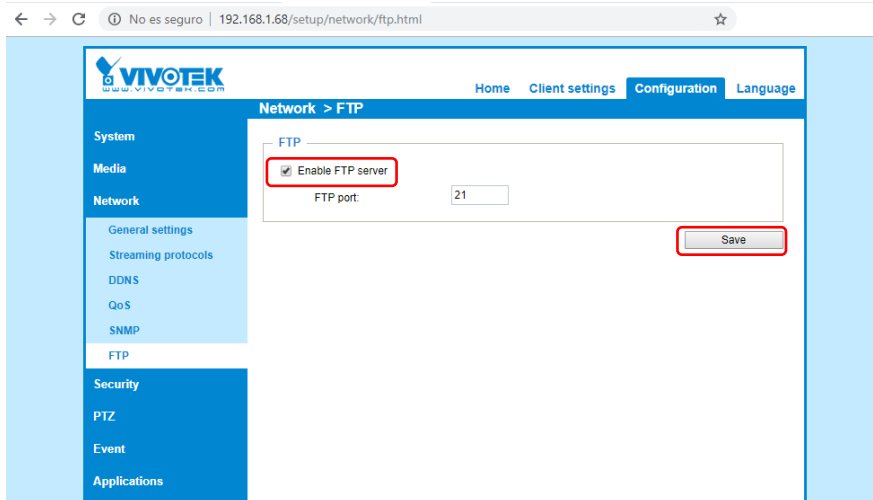 No es seguro | 192.168.1.68/setup/network/ftp.html
VIVOTEK
www.vivotek.com
Home Client settings Configuration Language
Network > FTP
System
Media
Network
General settings
Streaming protocols
DDNS
QoS
SNMP
FTP
Security
PTZ
Event
Applications
FTP
Enable FTP server
FTP port: 21
Save